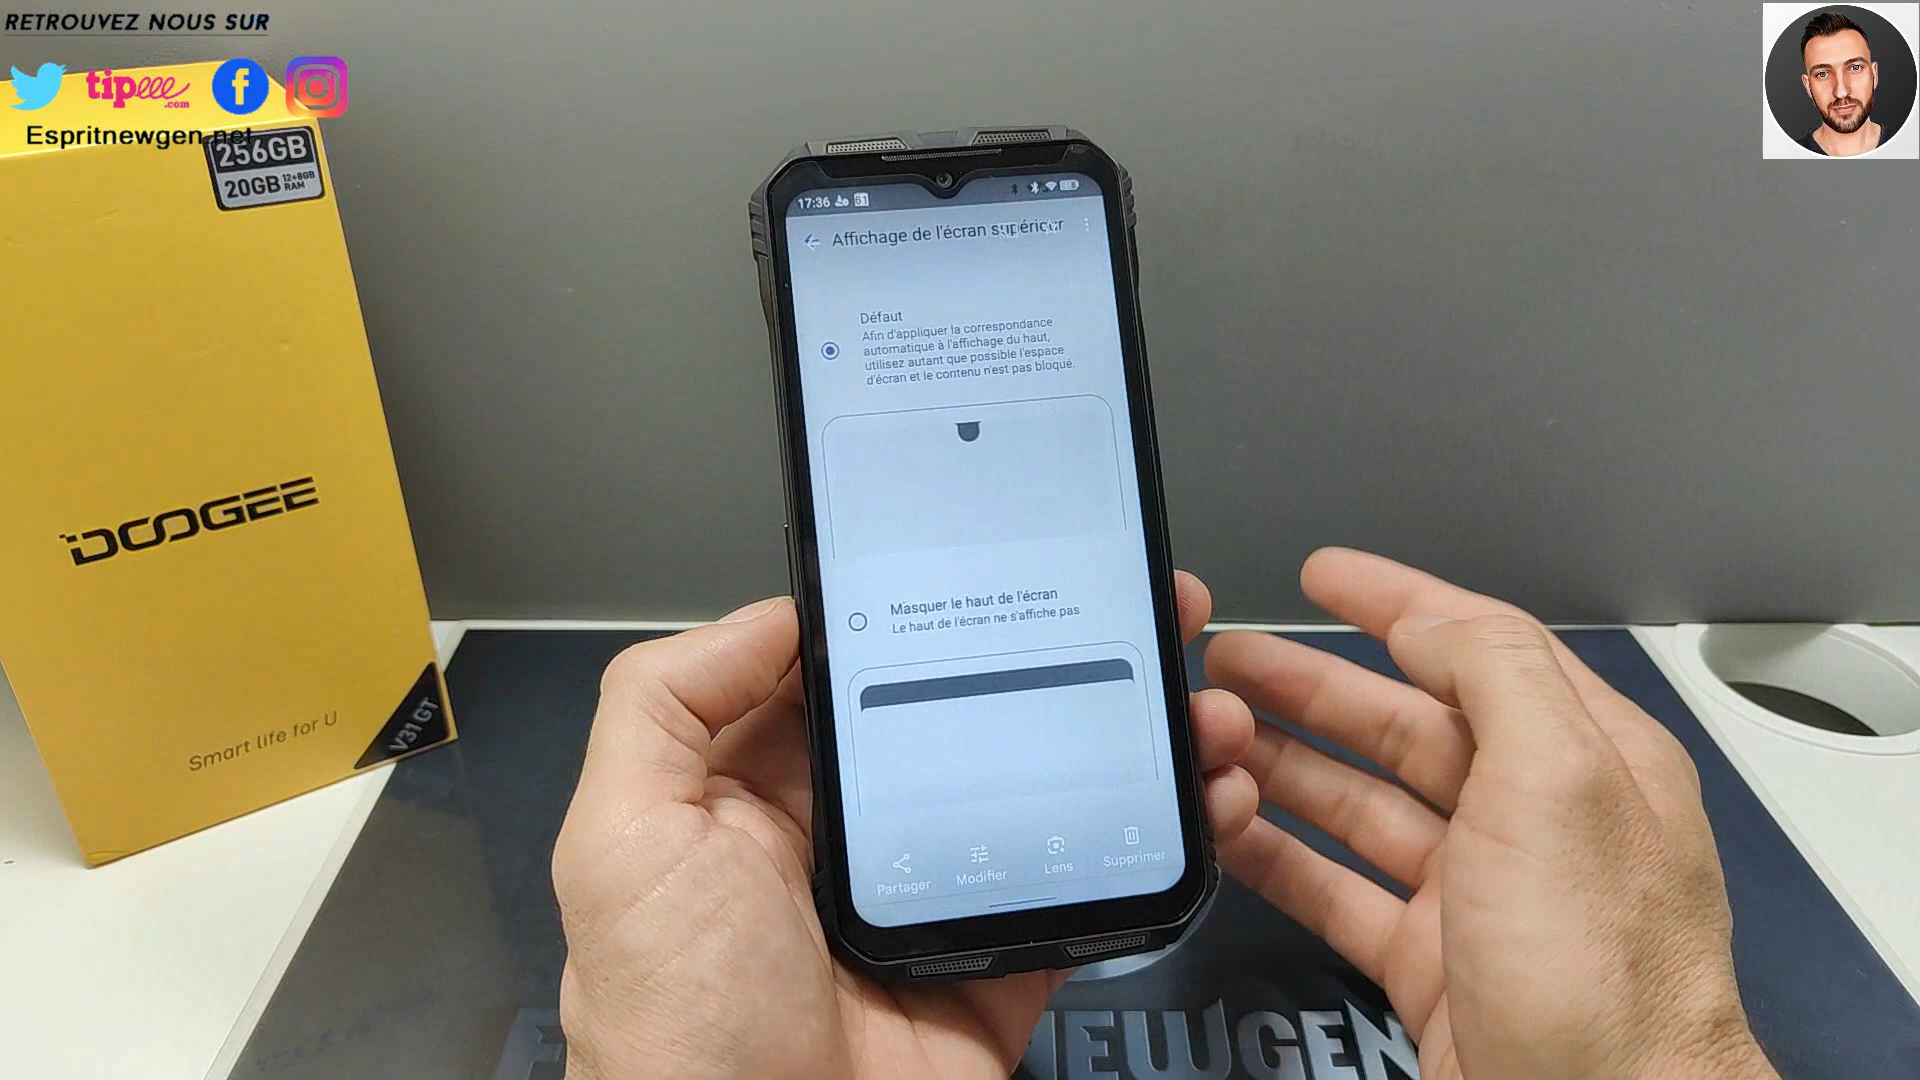 RETROUVEZ NOUS SUR
tipeee
.com
Espritnewgen.net
256GB
20GB 12+8GB
RAM
DOOGEE
Smart life for U
V31 GT
17:36
61
Affichage de l'écran supérieur
Défaut
Afin d'appliquer la correspondance
automatique à l'affichage du haut,
utilisez autant que possible l'espace
d'écran et le contenu n'est pas bloqué.
Masquer le haut de l'écran
Le haut de l'écran ne s'affiche pas
Partager
Modifier
Lens
Supprimer
NEWGEN